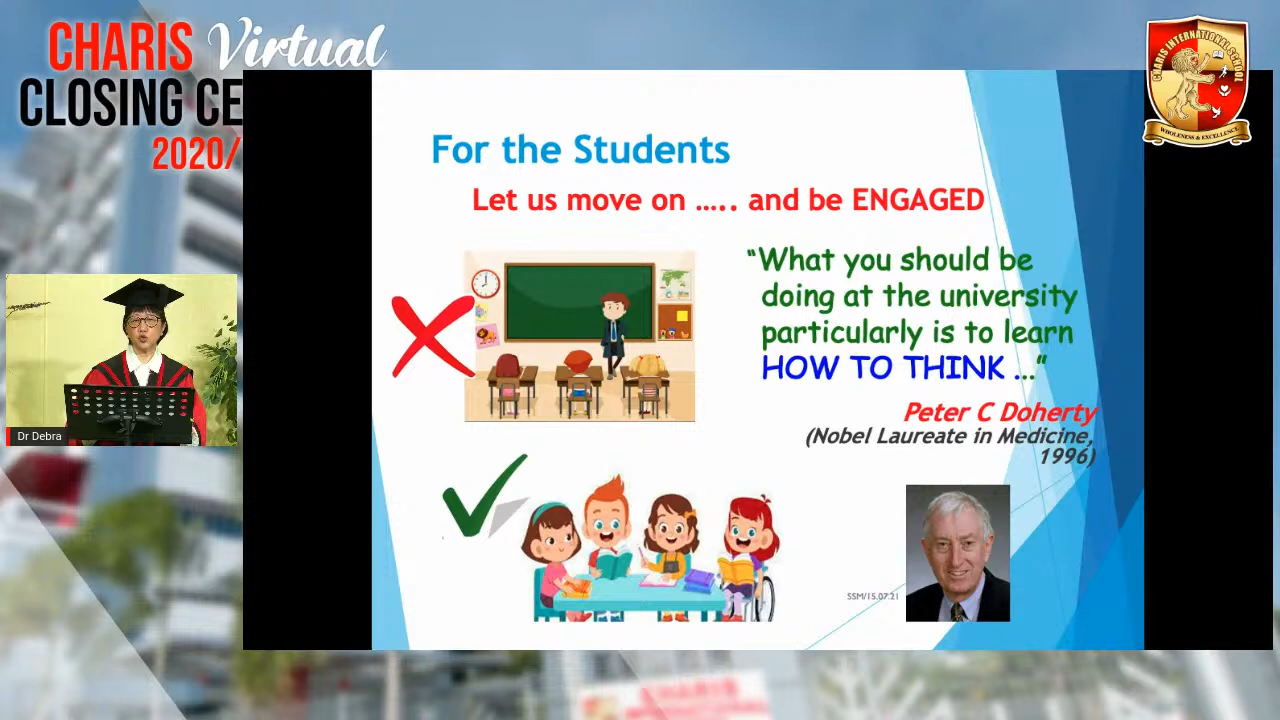 CHARIS Virtual
CLOSING CE
2020/
CHARIS INTERNATIONAL SCHOOL
WHOLENESS & EXCELLENCE
For the Students
Let us move on ..... and be ENGAGED
"What you should be
doing at the university
particularly is to learn
HOW TO THINK ..."
Peter C Doherty
(Nobel Laureate in Medicine,
1996)
Dr Debra
SSM/15.07.21
CHARIS